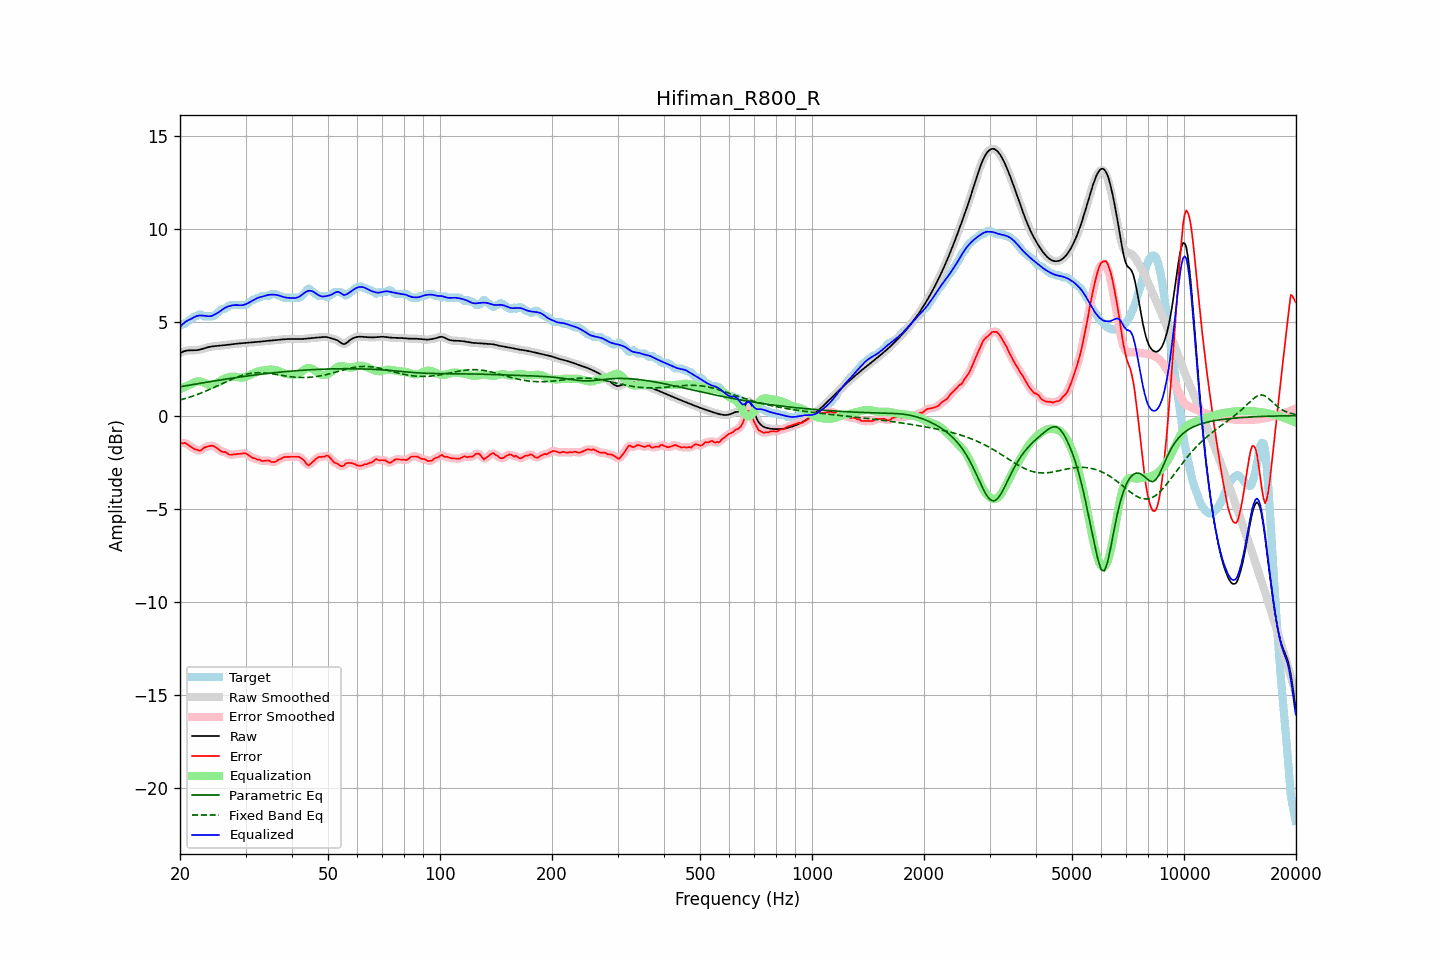 Hifiman_R800_R
Amplitude (dBr)
15
10
5
0
−5
−10
−15
−20
Target
Raw Smoothed
Error Smoothed
Raw
Error
Equalization
Parametric Eq
Fixed Band Eq
Equalized
20
50
100
200
500
1000
2000
5000
10000
20000
Frequency (Hz)